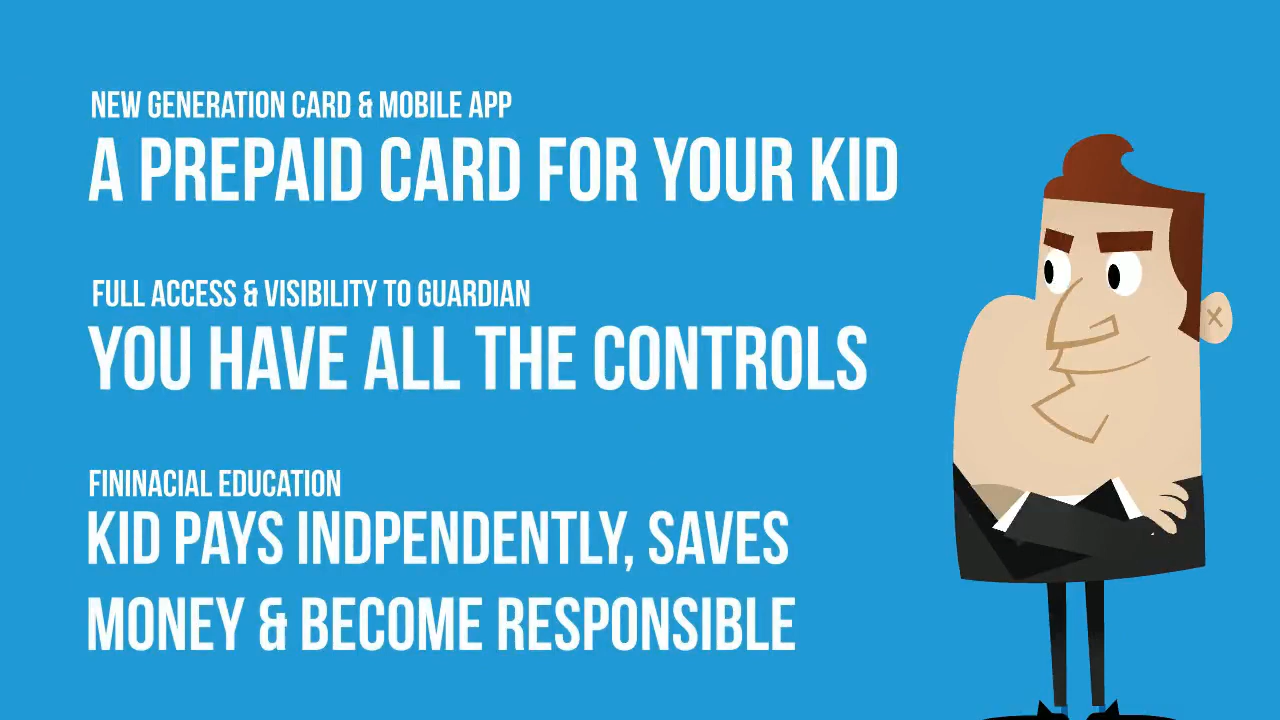 NEW GENERATION CARD & MOBILE APP
A PREPAID CARD FOR YOUR KID
FULL ACCESS & VISIBILITY TO GUARDIAN
YOU HAVE ALL THE CONTROLS
FININACIAL EDUCATION
KID PAYS INDPENDENTLY, SAVES
MONEY & BECOME RESPONSIBLE